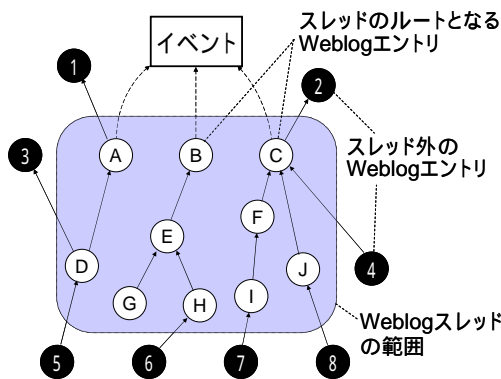 イベント
スレッドのルートとなる
Weblogエントリ
1
2
スレッド外の
Weblogエントリ
3
A
B
C
F
E
D
J
4
G
H
I
Weblogスレッド
の範囲
5
6
7
8